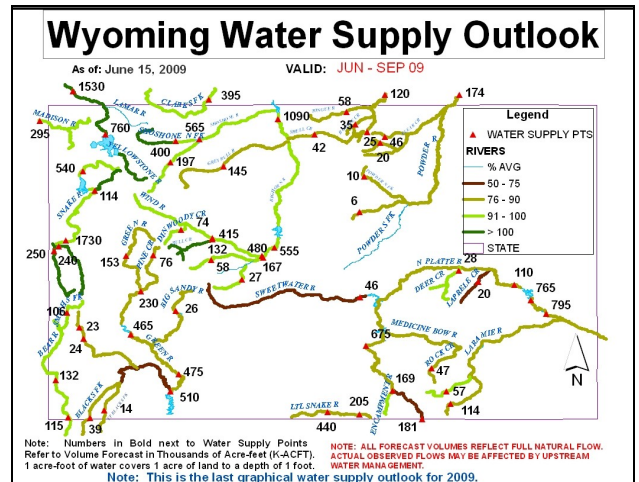 Wyoming Water Supply Outlook
As of: June 15, 2009 VALID: JUN - SEP 09
1530
395
120
174
MADISON R
LAMAR R
CLARKS FK
58
1090
295
760
SHOSHONE N FK
565
35
25
46
20
42
400
YELLOWSTONE R
197
145
POWDER R
540
114
SNAKE R
WIND R
10
6
POWDER S FK
74
DINWOODY CR
GREEN R
PINE CR
415
132
58
480
555
167
27
1730
250
240
153
76
230
BIG SANDY R
26
SWEETWATER R
46
N PLATTE R
28
DEER CR
LAPRELE CR
20
110
765
795
106
23
24
BEAR R
465
GREEN R
475
510
675
MEDICINE BOW R
ROCK CR
LARAMIE R
47
57
114
132
115
BLACKS FK
39
14
LTL SNAKE R
440
205
ENCAMPMENT R
169
181
N
Legend
WATER SUPPLY PTS
RIVERS
% AVG
50 - 75
76 - 90
91 - 100
> 100
STATE
Note: Numbers in Bold next to Water Supply Points
Refer to Volume Forecast in Thousands of Acre-feet (K-ACFT).
1 acre-foot of water covers 1 acre of land to a depth of 1 foot.
NOTE: ALL FORECAST VOLUMES REFLECT FULL NATURAL FLOW.
ACTUAL OBSERVED FLOWS MAY BE AFFECTED BY UPSTREAM
WATER MANAGEMENT.
Note: This is the last graphical water supply outlook for 2009.